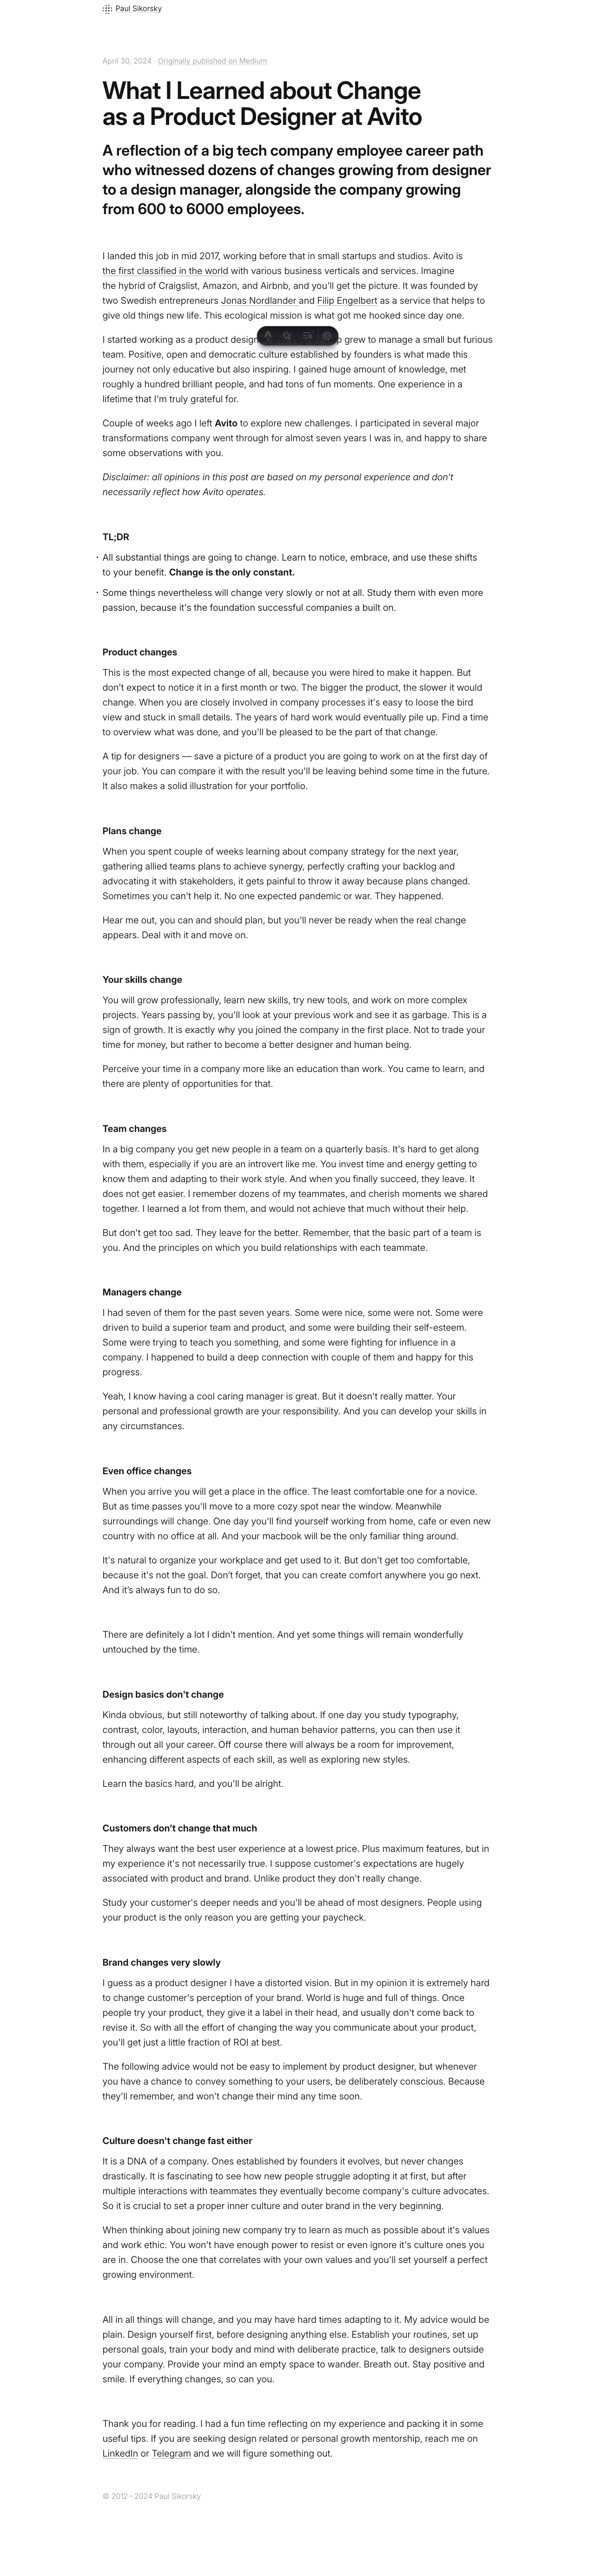 Paul Sikorsky
April 30, 2024 · Originally published on Medium
What I Learned about Change
as a Product Designer at Avito
A reflection of a big tech company employee career path
who witnessed dozens of changes growing from designer
to a design manager, alongside the company growing
from 600 to 6000 employees.
I landed this job in mid 2017, working before that in small startups and studios. Avito is
the first classified in the world with various business verticals and services. Imagine
the hybrid of Craigslist, Amazon, and Airbnb, and you'll get the picture. It was founded by
two Swedish entrepreneurs Jonas Nordlander and Filip Engelbert as a service that helps to
give old things new life. This ecological mission is what got me hooked since day one.
I started working as a product grew to manage a small but furious
team. Positive, open and democratic culture established by founders is what made this
journey not only educative but also inspiring. I gained huge amount of knowledge, met
roughly a hundred brilliant people, and had tons of fun moments. One experience in a
lifetime that I'm truly grateful for.
Couple of weeks ago I left Avito to explore new challenges. I participated in several major
transformations company went through for almost seven years I was in, and happy to share
some observations with you.
Disclaimer: all opinions in this post are based on my personal experience and don't
necessarily reflect how Avito operates.
TL;DR
· All substantial things are going to change. Learn to notice, embrace, and use these shifts
to your benefit. Change is the only constant.
· Some things nevertheless will change very slowly or not at all. Study them with even more
passion, because it's the foundation successful companies a built on.
Product changes
This is the most expected change of all, because you were hired to make it happen. But
don't expect to notice it in a first month or two. The bigger the product, the slower it would
change. When you are closely involved in company processes it's easy to loose the bird
view and stuck in small details. The years of hard work would eventually pile up. Find a time
to overview what was done, and you'll be pleased to be the part of that change.
A tip for designers — save a picture of a product you are going to work on at the first day of
your job. You can compare it with the result you'll be leaving behind some time in the future.
It also makes a solid illustration for your portfolio.
Plans change
When you spent couple of weeks learning about company strategy for the next year,
gathering allied teams plans to achieve synergy, perfectly crafting your backlog and
advocating it with stakeholders, it gets painful to throw it away because plans changed.
Sometimes you can't help it. No one expected pandemic or war. They happened.
Hear me out, you can and should plan, but you'll never be ready when the real change
appears. Deal with it and move on.
Your skills change
You will grow professionally, learn new skills, try new tools, and work on more complex
projects. Years passing by, you'll look at your previous work and see it as garbage. This is a
sign of growth. It is exactly why you joined the company in the first place. Not to trade your
time for money, but rather to become a better designer and human being.
Perceive your time in a company more like an education than work. You came to learn, and
there are plenty of opportunities for that.
Team changes
In a big company you get new people in a team on a quarterly basis. It's hard to get along
with them, especially if you are an introvert like me. You invest time and energy getting to
know them and adapting to their work style. And when you finally succeed, they leave. It
does not get easier. I remember dozens of my teammates, and cherish moments we shared
together. I learned a lot from them, and would not achieve that much without their help.
But don't get too sad. They leave for the better. Remember, that the basic part of a team is
you. And the principles on which you build relationships with each teammate.
Managers change
I had seven of them for the past seven years. Some were nice, some were not. Some were
driven to build a superior team and product, and some were building their self-esteem.
Some were trying to teach you something, and some were fighting for influence in a
company. I happened to build a deep connection with couple of them and happy for this
progress.
Yeah, I know having a cool caring manager is great. But it doesn't really matter. Your
personal and professional growth are your responsibility. And you can develop your skills in
any circumstances.
Even office changes
When you arrive you will get a place in the office. The least comfortable one for a novice.
But as time passes you'll move to a more cozy spot near the window. Meanwhile
surroundings will change. One day you'll find yourself working from home, cafe or even new
country with no office at all. And your macbook will be the only familiar thing around.
It's natural to organize your workplace and get used to it. But don't get too comfortable,
because it's not the goal. Don’t forget, that you can create comfort anywhere you go next.
And it’s always fun to do so.
There are definitely a lot I didn't mention. And yet some things will remain wonderfully
untouched by the time.
Design basics don't change
Kinda obvious, but still noteworthy of talking about. If one day you study typography,
contrast, color, layouts, interaction, and human behavior patterns, you can then use it
through out all your career. Off course there will always be a room for improvement,
enhancing different aspects of each skill, as well as exploring new styles.
Learn the basics hard, and you'll be alright.
Customers don’t change that much
They always want the best user experience at a lowest price. Plus maximum features, but in
my experience it's not necessarily true. I suppose customer's expectations are hugely
associated with product and brand. Unlike product they don't really change.
Study your customer's deeper needs and you'll be ahead of most designers. People using
your product is the only reason you are getting your paycheck.
Brand changes very slowly
I guess as a product designer I have a distorted vision. But in my opinion it is extremely hard
to change customer's perception of your brand. World is huge and full of things. Once
people try your product, they give it a label in their head, and usually don't come back to
revise it. So with all the effort of changing the way you communicate about your product,
you'll get just a little fraction of ROI at best.
The following advice would not be easy to implement by product designer, but whenever
you have a chance to convey something to your users, be deliberately conscious. Because
they'll remember, and won't change their mind any time soon.
Culture doesn't change fast either
It is a DNA of a company. Ones established by founders it evolves, but never changes
drastically. It is fascinating to see how new people struggle adopting it at first, but after
multiple interactions with teammates they eventually become company's culture advocates.
So it is crucial to set a proper inner culture and outer brand in the very beginning.
When thinking about joining new company try to learn as much as possible about it's values
and work ethic. You won't have enough power to resist or even ignore it's culture ones you
are in. Choose the one that correlates with your own values and you'll set yourself a perfect
growing environment.
All in all things will change, and you may have hard times adapting to it. My advice would be
plain. Design yourself first, before designing anything else. Establish your routines, set up
personal goals, train your body and mind with deliberate practice, talk to designers outside
your company. Provide your mind an empty space to wander. Breath out. Stay positive and
smile. If everything changes, so can you.
Thank you for reading. I had a fun time reflecting on my experience and packing it in some
useful tips. If you are seeking design related or personal growth mentorship, reach me on
LinkedIn or Telegram and we will figure something out.
© 2012 – 2024 Paul Sikorsky